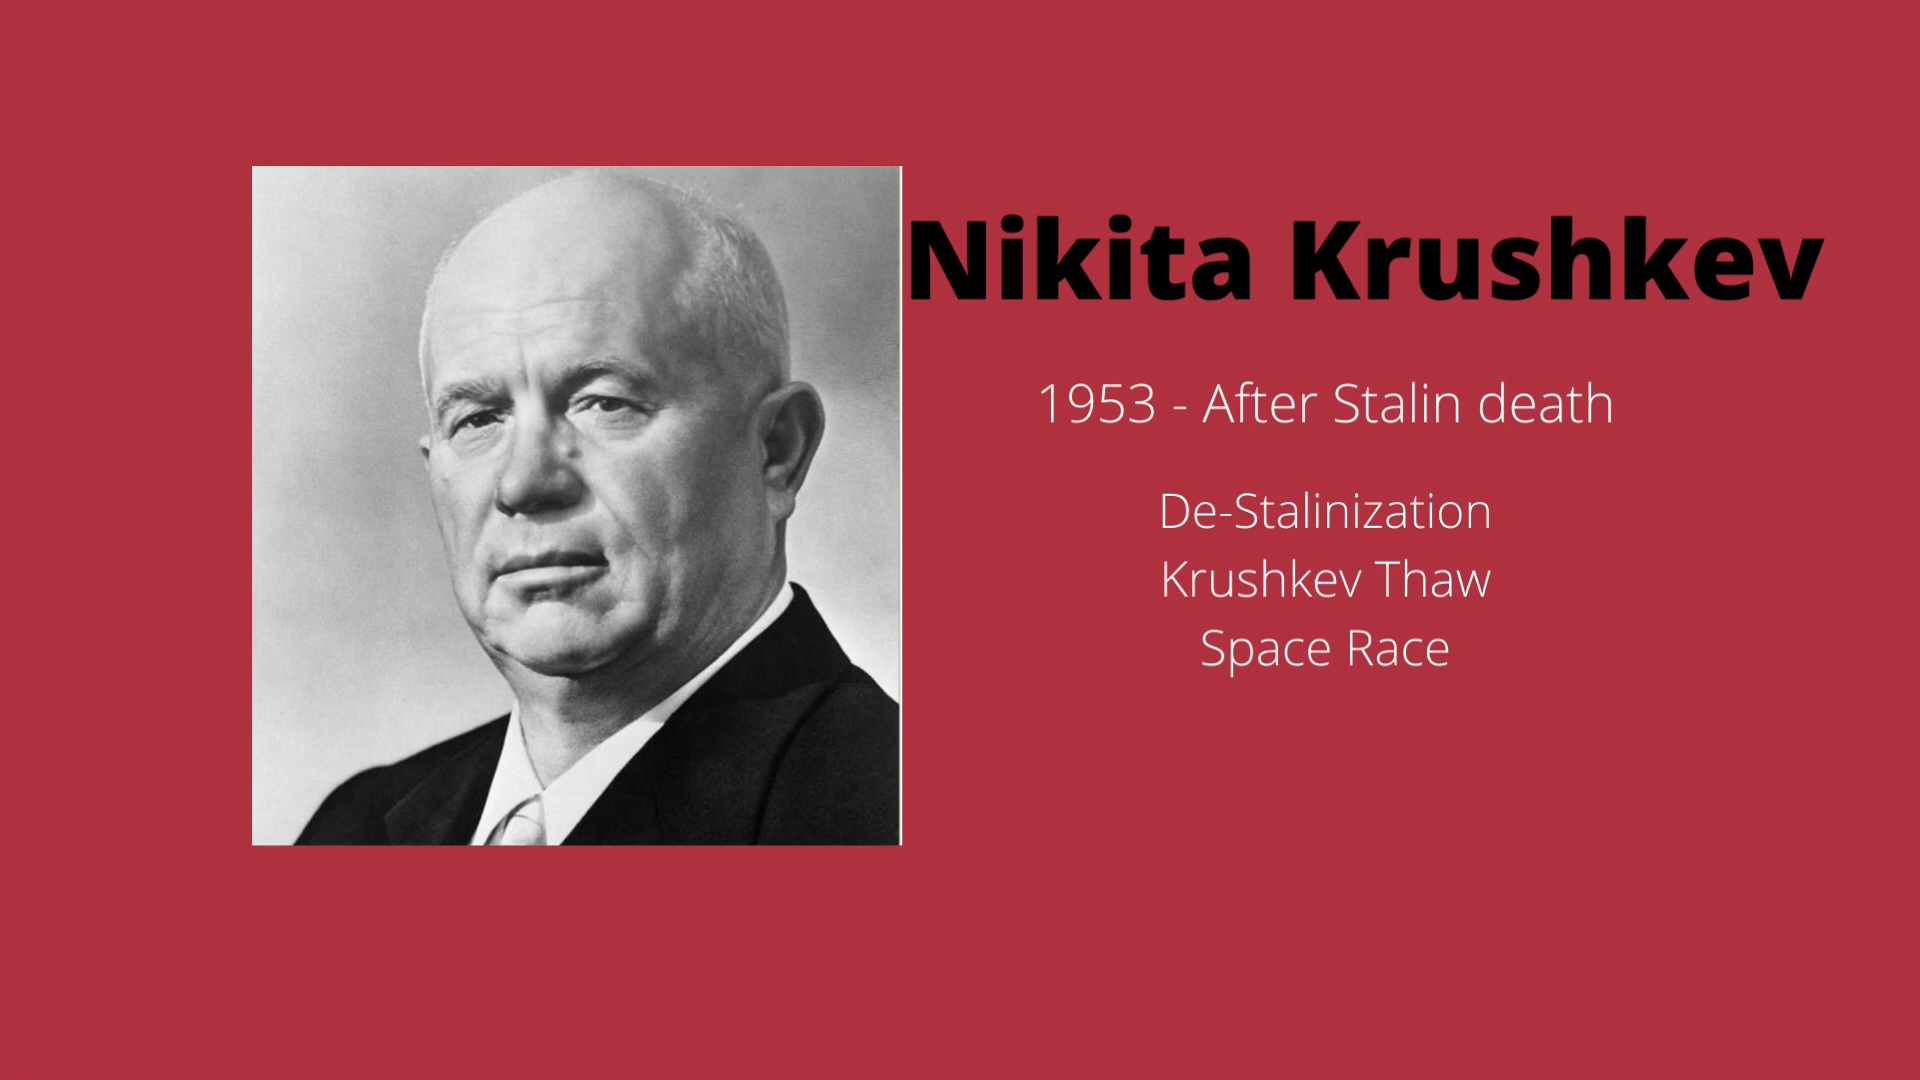 Nikita Krushkev
1953 - After Stalin death
De-Stalinization
Krushkev Thaw
Space Race